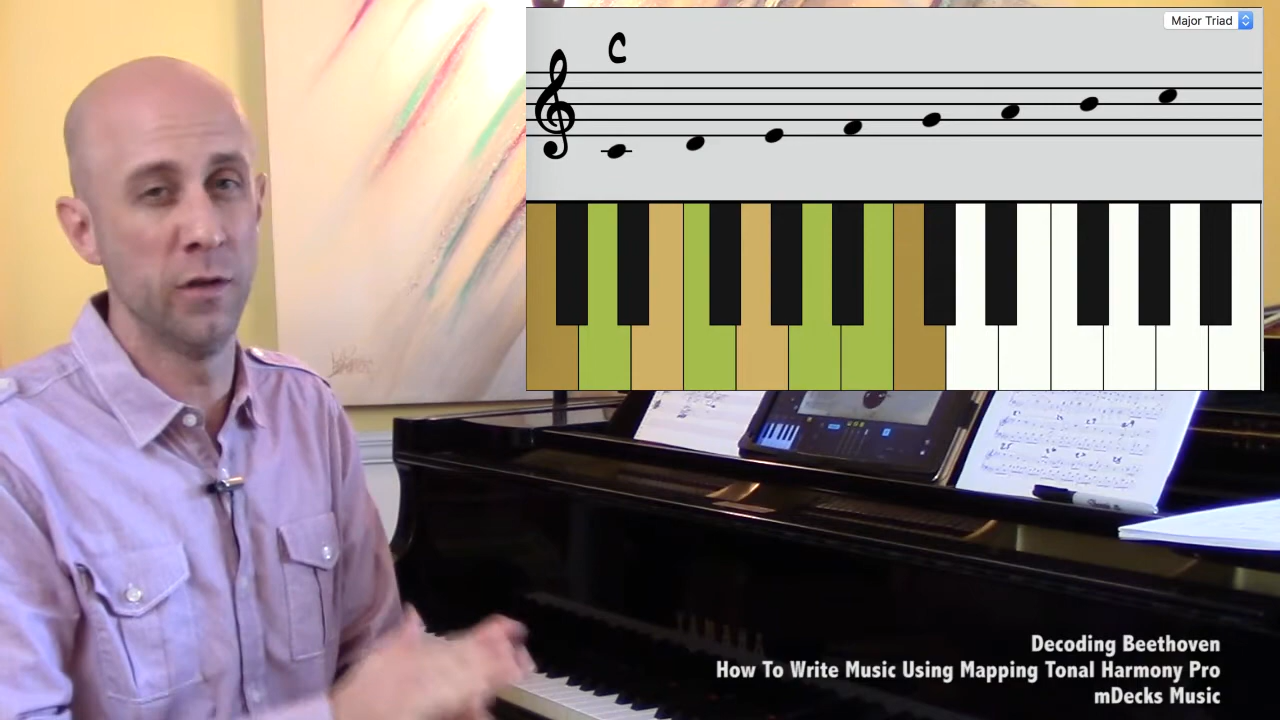 Major Triad
C
Decoding Beethoven
How To Write Music Using Mapping Tonal Harmony Pro
mDecks Music